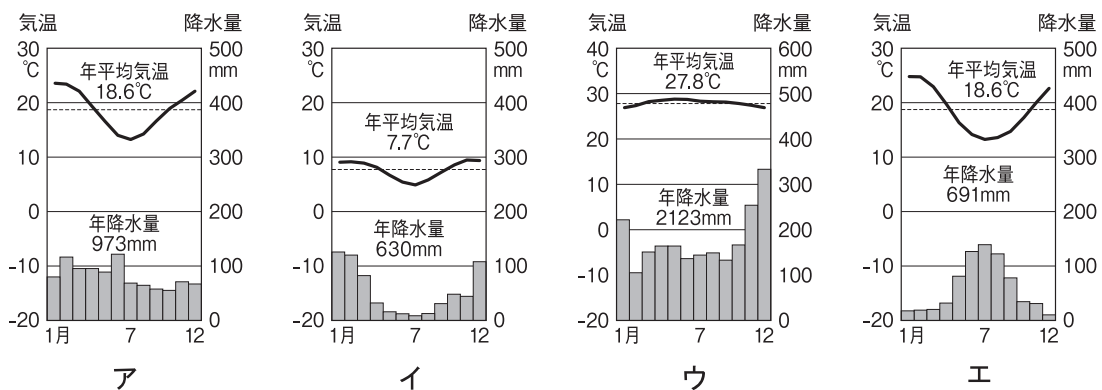 気温 降水量
30 500
℃ mm
年平均気温
18.6℃
20 400
10 300
0 200
年降水量
973mm
-10 100
-20 0
1月 7 12
ア
気温 降水量
30 500
℃ mm
20 400
年平均気温
7.7℃
10 300
0 200
年降水量
630mm
-10 100
-20 0
1月 7 12
イ
気温 降水量
40 600
℃ mm
年平均気温
27.8℃
30 500
20 400
10 300
年降水量
2123mm
0 200
-10 100
-20 0
1月 7 12
ウ
気温 降水量
30 500
℃ mm
年平均気温
18.6℃
20 400
10 300
年降水量
691mm
0 200
-10 100
-20 0
1月 7 12
エ